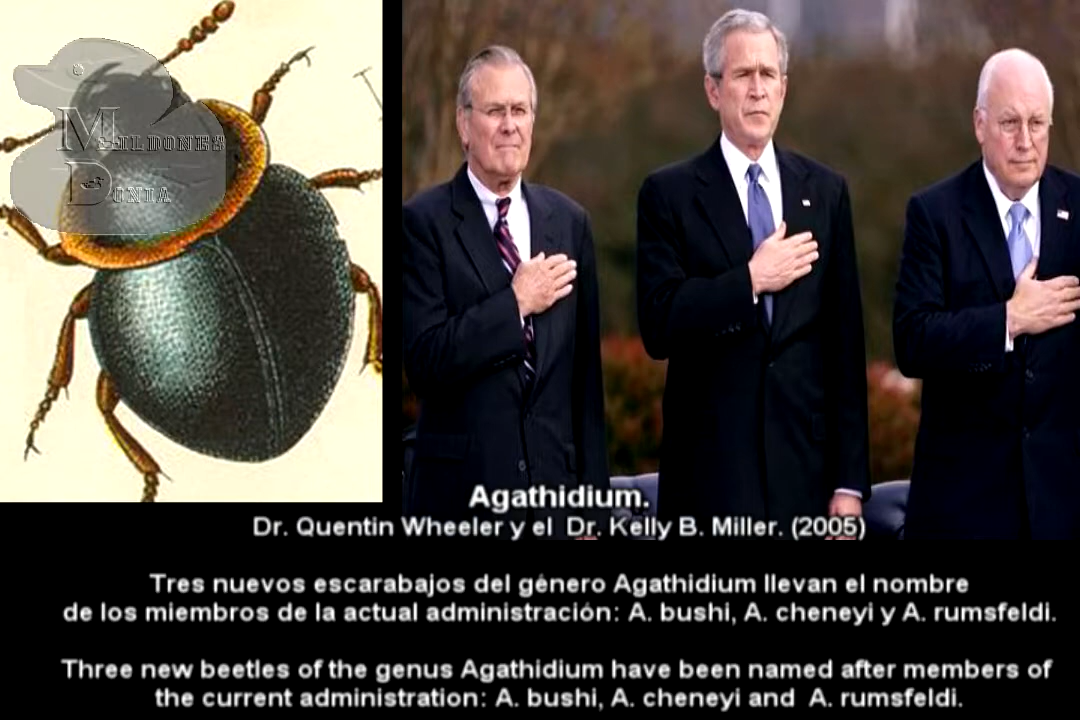 MALDONES
DONIA
Agathidium.
Dr. Quentin Wheeler y el Dr. Kelly B. Miller. (2005)
Tres nuevos escarabajos del género Agathidium llevan el nombre
de los miembros de la actual administración: A. bushi, A. cheneyi y A. rumsfeldi.
Three new beetles of the genus Agathidium have been named after members of
the current administration: A. bushi, A. cheneyi and A. rumsfeldi.